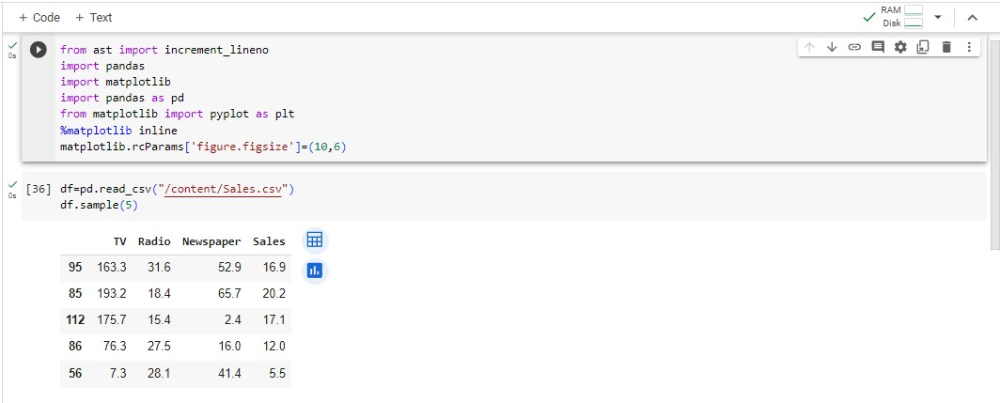 + Code + Text
RAM
Disk
0s
from ast import increment_lineno
import pandas
import matplotlib
import pandas as pd
from matplotlib import pyplot as plt
%matplotlib inline
matplotlib.rcParams['figure.figsize']=(10,6)
0s
[36] df=pd.read_csv("/content/Sales.csv")
df.sample(5)
TV Radio Newspaper Sales
95 163.3 31.6 52.9 16.9
85 193.2 18.4 65.7 20.2
112 175.7 15.4 2.4 17.1
86 76.3 27.5 16.0 12.0
56 7.3 28.1 41.4 5.5